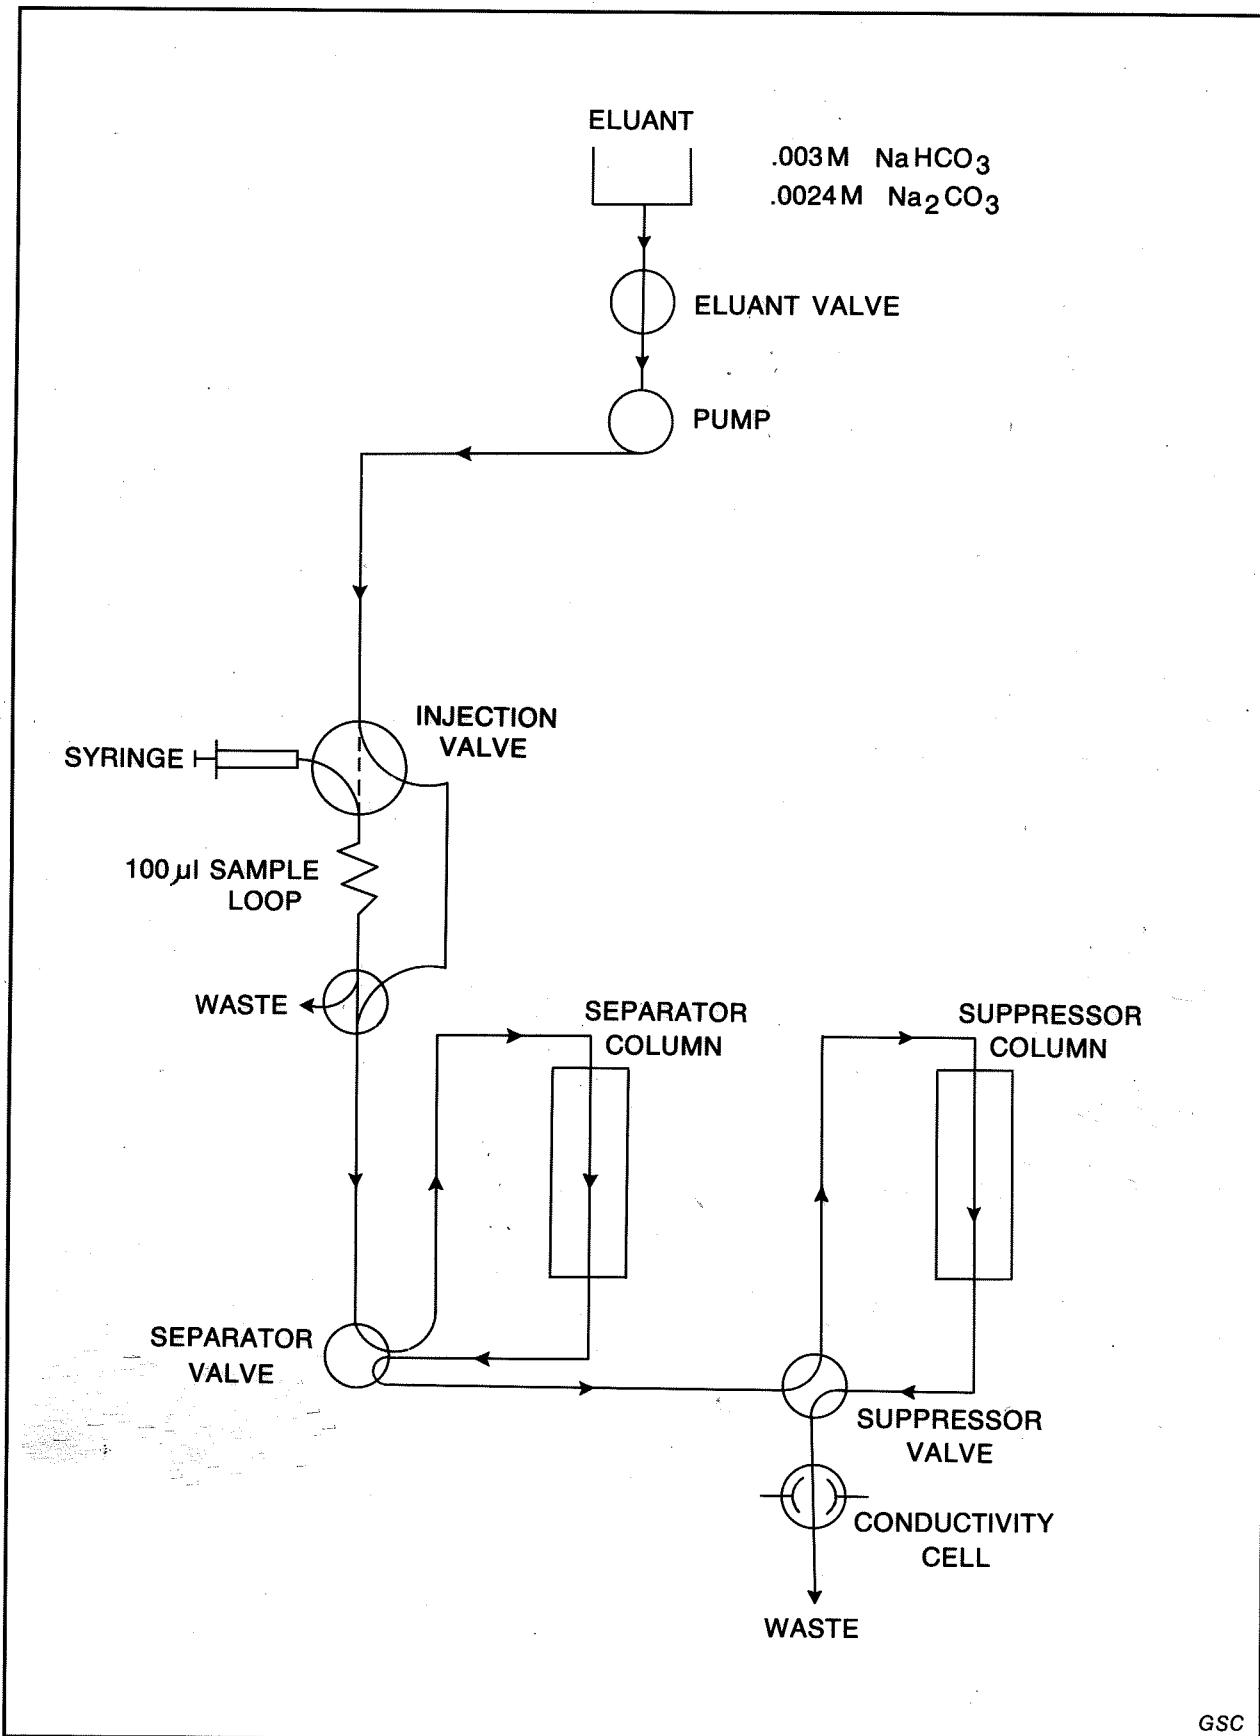 ELUANT
.003M NaHCO3
.0024M Na2CO3
ELUANT VALVE
PUMP
INJECTION
VALVE
SYRINGE
100µl SAMPLE
LOOP
WASTE
SEPARATOR
COLUMN
SUPPRESSOR
COLUMN
SEPARATOR
VALVE
SUPPRESSOR
VALVE
CONDUCTIVITY
CELL
WASTE
GSC